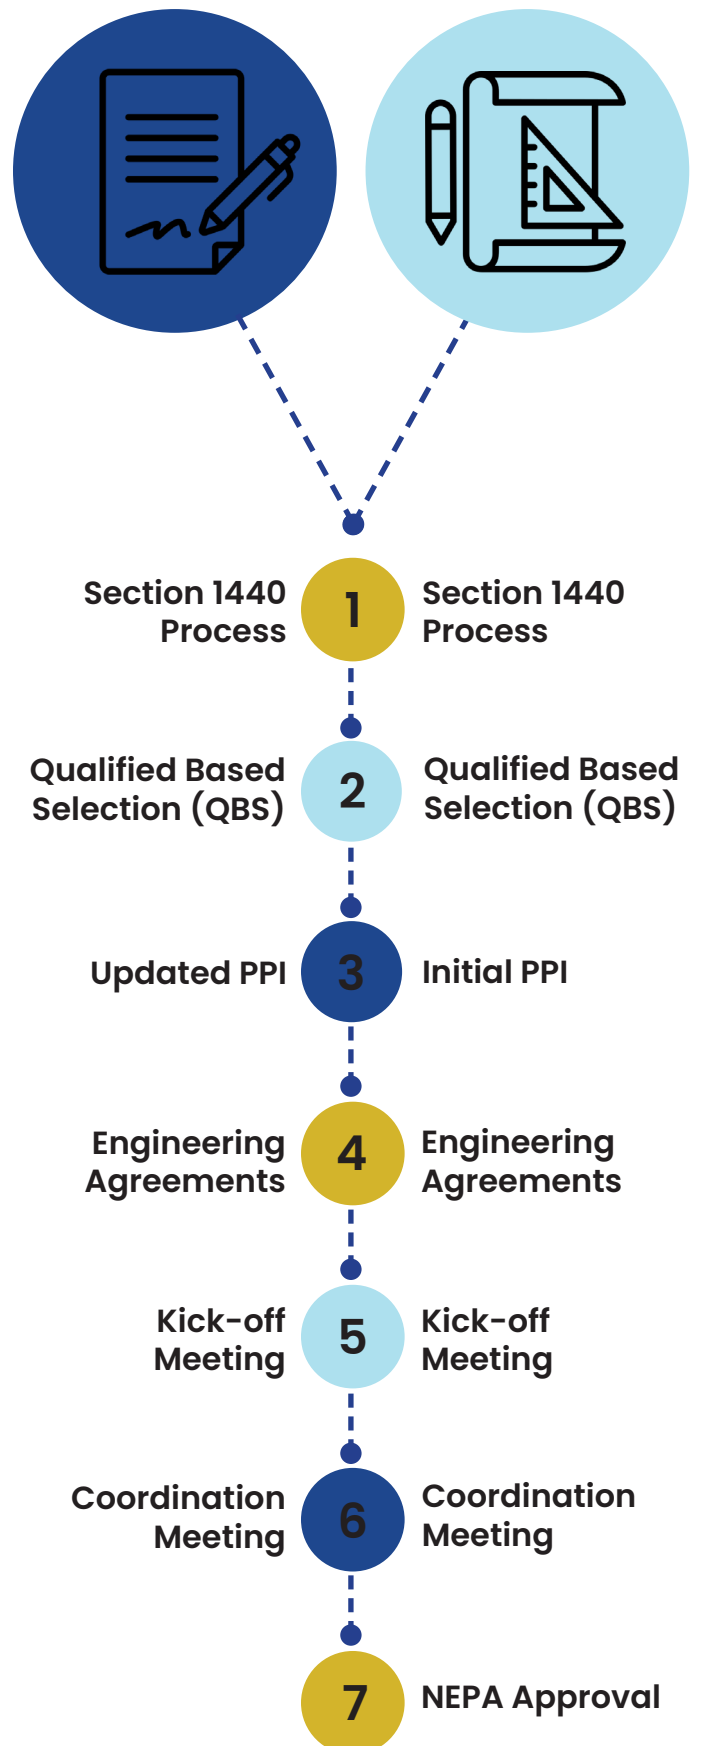 Section 1440
Process
1
Section 1440
Process
Qualified Based
Selection (QBS)
2
Qualified Based
Selection (QBS)
Updated PPI
3
Initial PPI
Engineering
Agreements
4
Engineering
Agreements
Kick-off
Meeting
5
Kick-off
Meeting
Coordination
Meeting
6
Coordination
Meeting
7
NEPA Approval